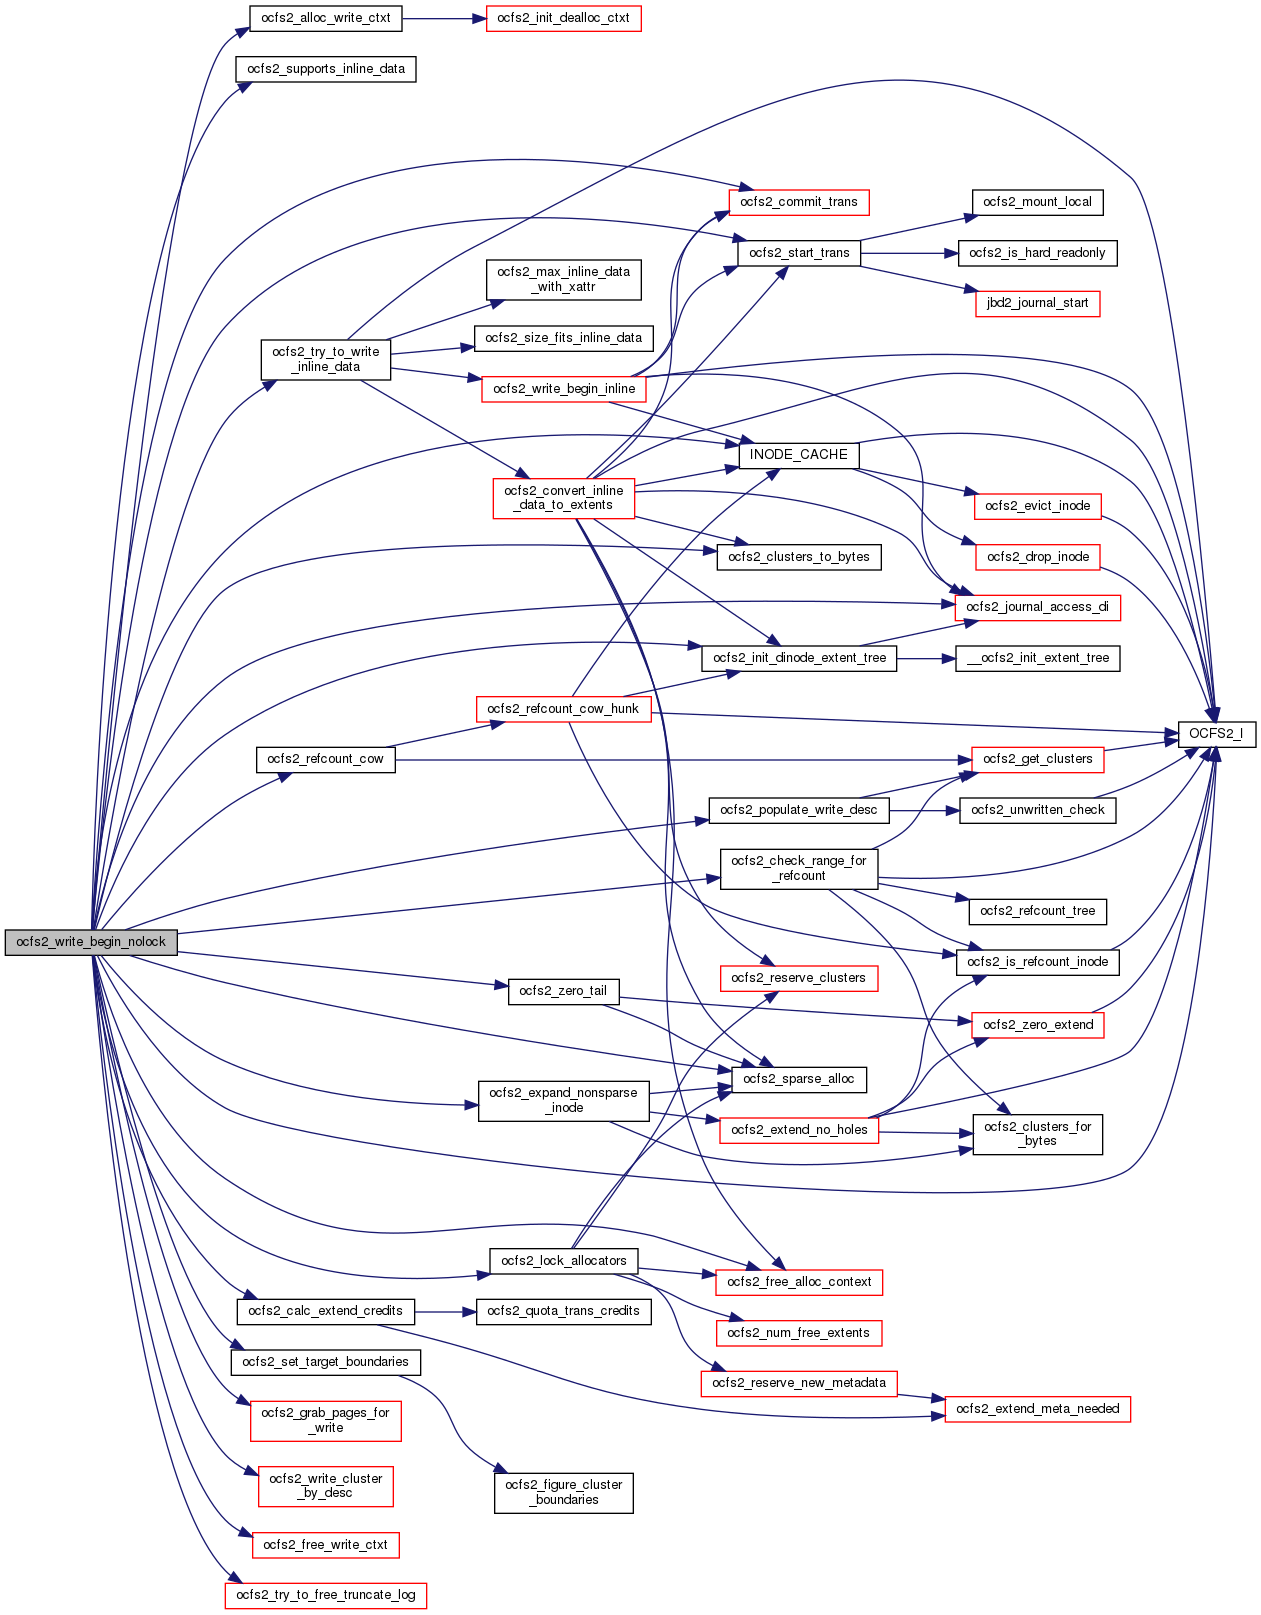 ocfs2_alloc_write_ctxt
ocfs2_init_dealloc_ctxt
ocfs2_supports_inline_data
ocfs2_commit_trans
ocfs2_mount_local
ocfs2_start_trans
ocfs2_is_hard_readonly
ocfs2_max_inline_data
_with_xattr
jbd2_journal_start
ocfs2_size_fits_inline_data
ocfs2_try_to_write
_inline_data
ocfs2_write_begin_inline
INODE_CACHE
ocfs2_convert_inline
_data_to_extents
ocfs2_evict_inode
ocfs2_clusters_to_bytes
ocfs2_drop_inode
ocfs2_journal_access_di
ocfs2_init_dinode_extent_tree
__ocfs2_init_extent_tree
ocfs2_refcount_cow_hunk
OCFS2_I
ocfs2_refcount_cow
ocfs2_get_clusters
ocfs2_populate_write_desc
ocfs2_unwritten_check
ocfs2_check_range_for
_refcount
ocfs2_refcount_tree
ocfs2_write_begin_nolock
ocfs2_is_refcount_inode
ocfs2_reserve_clusters
ocfs2_zero_tail
ocfs2_zero_extend
ocfs2_sparse_alloc
ocfs2_expand_nonsparse
_inode
ocfs2_extend_no_holes
ocfs2_clusters_for
_bytes
ocfs2_lock_allocators
ocfs2_free_alloc_context
ocfs2_calc_extend_credits
ocfs2_quota_trans_credits
ocfs2_num_free_extents
ocfs2_set_target_boundaries
ocfs2_reserve_new_metadata
ocfs2_extend_meta_needed
ocfs2_grab_pages_for
_write
ocfs2_write_cluster
_by_desc
ocfs2_figure_cluster
_boundaries
ocfs2_free_write_ctxt
ocfs2_try_to_free_truncate_log